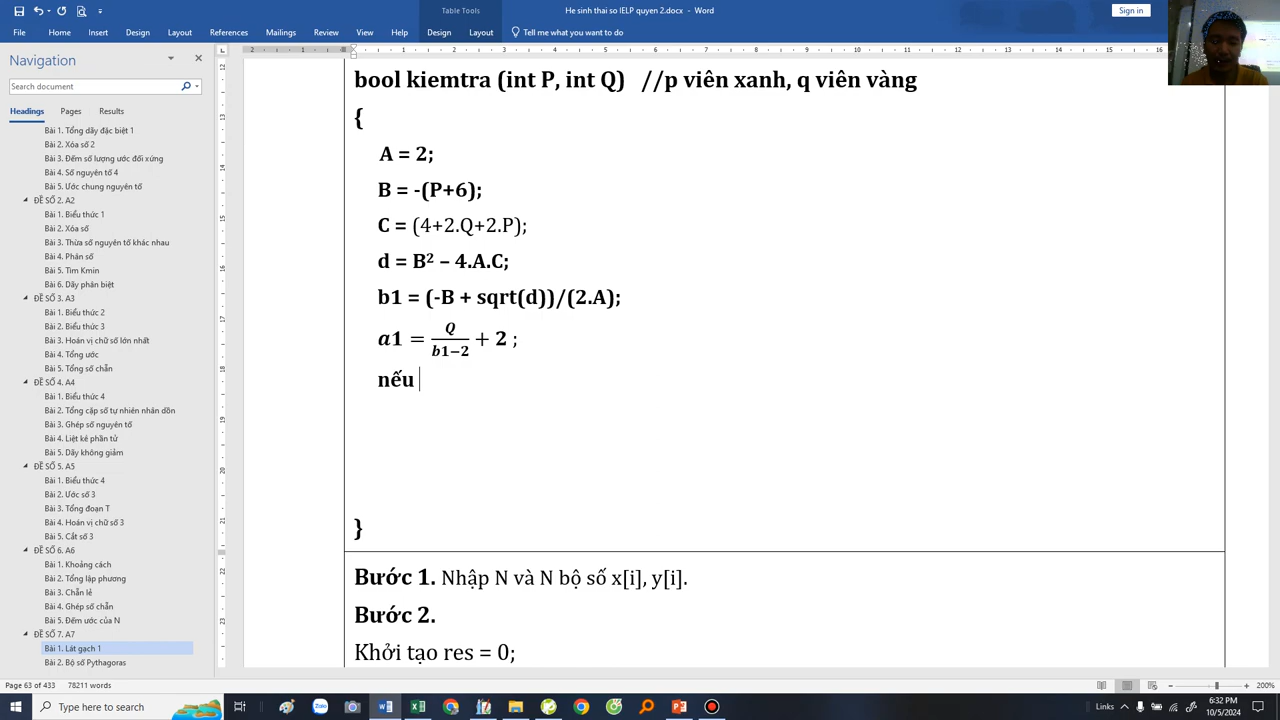 Table Tools
He sinh thai so IELP quyen 2.docx - Word
Sign in
File Home Insert Design Layout References Mailings Review View Help Design Layout Tell me what you want to do
Navigation
Search document
Headings Pages Results
Bài 1. Tổng dãy đặc biệt 1
Bài 2. Xóa số 2
Bài 3. Đếm số lượng ước đối xứng
Bài 4. Số nguyên tố 4
Bài 5. Ước chung nguyên tố
ĐỀ SỐ 2. A2
Bài 1. Biểu thức 1
Bài 2. Xóa số
Bài 3. Thừa số nguyên tố khác nhau
Bài 4. Phân số
Bài 5. Tìm Kmin
Bài 6. Dãy phân biệt
ĐỀ SỐ 3. A3
Bài 1. Biểu thức 2
Bài 2. Biểu thức 3
Bài 3. Hoán vị chữ số lớn nhất
Bài 4. Tổng ước
Bài 5. Tổng số chẵn
ĐỀ SỐ 4. A4
Bài 1. Biểu thức 4
Bài 2. Tổng cặp số tự nhiên nhân dồn
Bài 3. Ghép số nguyên tố
Bài 4. Liệt kê phần tử
Bài 5. Dãy không giảm
ĐỀ SỐ 5. A5
Bài 1. Biểu thức 4
Bài 2. Ước số 3
Bài 3. Tổng đoạn T
Bài 4. Hoán vị chữ số 3
Bài 5. Cắt số 3
ĐỀ SỐ 6. A6
Bài 1. Khoảng cách
Bài 2. Tổng lập phương
Bài 3. Chẵn lẻ
Bài 4. Ghép số chẵn
Bài 5. Đếm ước của N
ĐỀ SỐ 7. A7
Bài 1. Lát gạch 1
Bài 2. Bộ số Pythagoras
bool kiemtra (int P, int Q) //p viên xanh, q viên vàng
{
A = 2;
B = -(P+6);
C = (4+2.Q+2.P);
d = B² – 4.A.C;
b1 = (-B + sqrt(d))/(2.A);
a1 = Q/(b1−2) + 2 ;
nếu
}
Bước 1. Nhập N và N bộ số x[i], y[i].
Bước 2.
Khởi tạo res = 0;
Page 63 of 433 78211 words
200%
Type here to search
Links
6:32 PM
10/5/2024